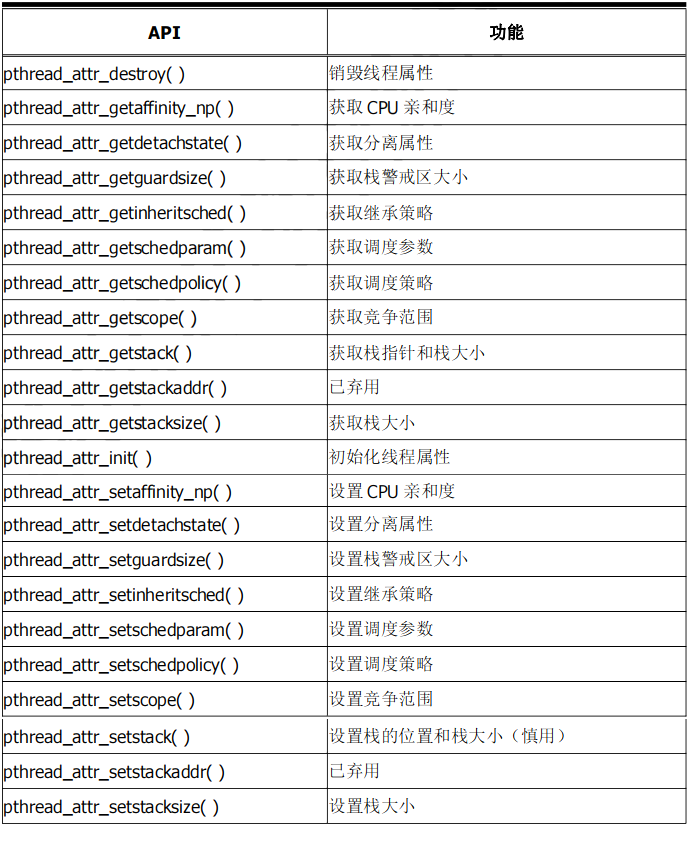 API 功能
pthread_attr_destroy( ) 销毁线程属性
pthread_attr_getaffinity_np( ) 获取 CPU 亲和度
pthread_attr_getdetachstate( ) 获取分离属性
pthread_attr_getguardsize( ) 获取栈警戒区大小
pthread_attr_getinheritsched( ) 获取继承策略
pthread_attr_getschedparam( ) 获取调度参数
pthread_attr_getschedpolicy( ) 获取调度策略
pthread_attr_getscope( ) 获取竞争范围
pthread_attr_getstack( ) 获取栈指针和栈大小
pthread_attr_getstackaddr( ) 已弃用
pthread_attr_getstacksize( ) 获取栈大小
pthread_attr_init( ) 初始化线程属性
pthread_attr_setaffinity_np( ) 设置 CPU 亲和度
pthread_attr_setdetachstate( ) 设置分离属性
pthread_attr_setguardsize( ) 设置栈警戒区大小
pthread_attr_setinheritsched( ) 设置继承策略
pthread_attr_setschedparam( ) 设置调度参数
pthread_attr_setschedpolicy( ) 设置调度策略
pthread_attr_setscope( ) 设置竞争范围
pthread_attr_setstack( ) 设置栈的位置和栈大小（慎用）
pthread_attr_setstackaddr( ) 已弃用
pthread_attr_setstacksize( ) 设置栈大小